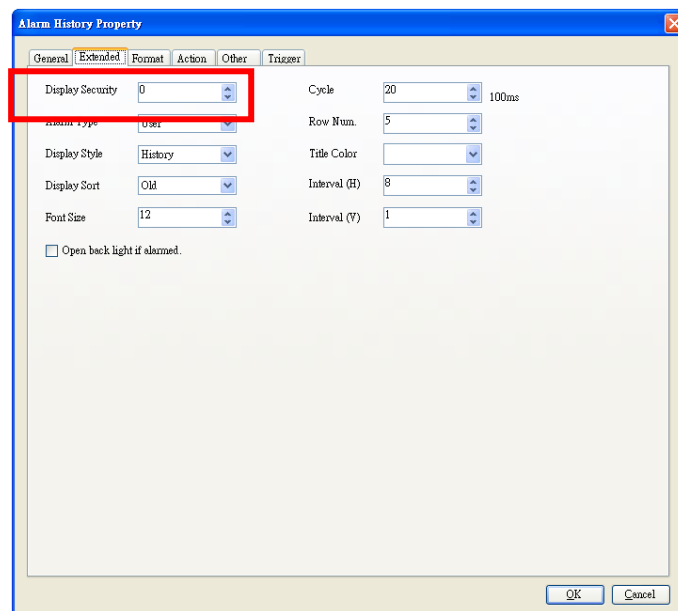 Alarm History Property
General Extended Format Action Other Trigger
Display Security 0 Cycle 20 100ms
Alarm Type User Row Num. 5
Display Style History Title Color
Display Sort Old Interval (H) 8
Font Size 12 Interval (V) 1
Open back light if alarmed.
OK Cancel